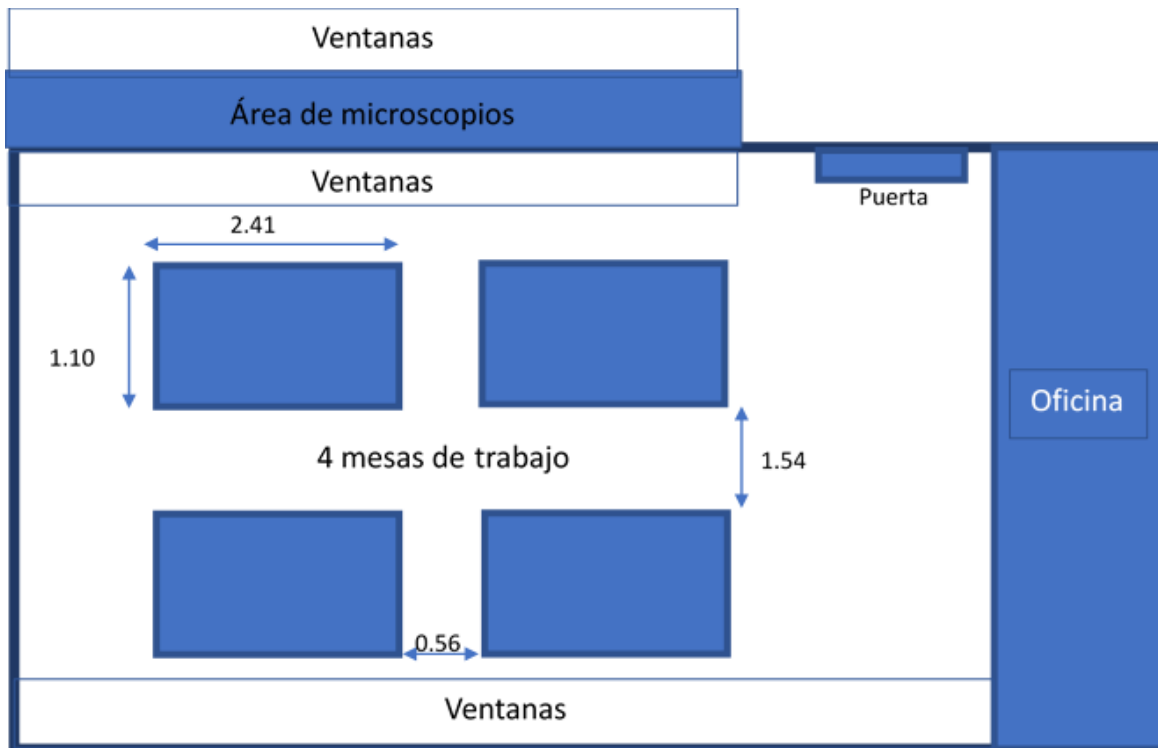 Ventanas
Área de microscopios
Ventanas
Puerta
2.41
1.10
Oficina
4 mesas de trabajo
1.54
0.56
Ventanas